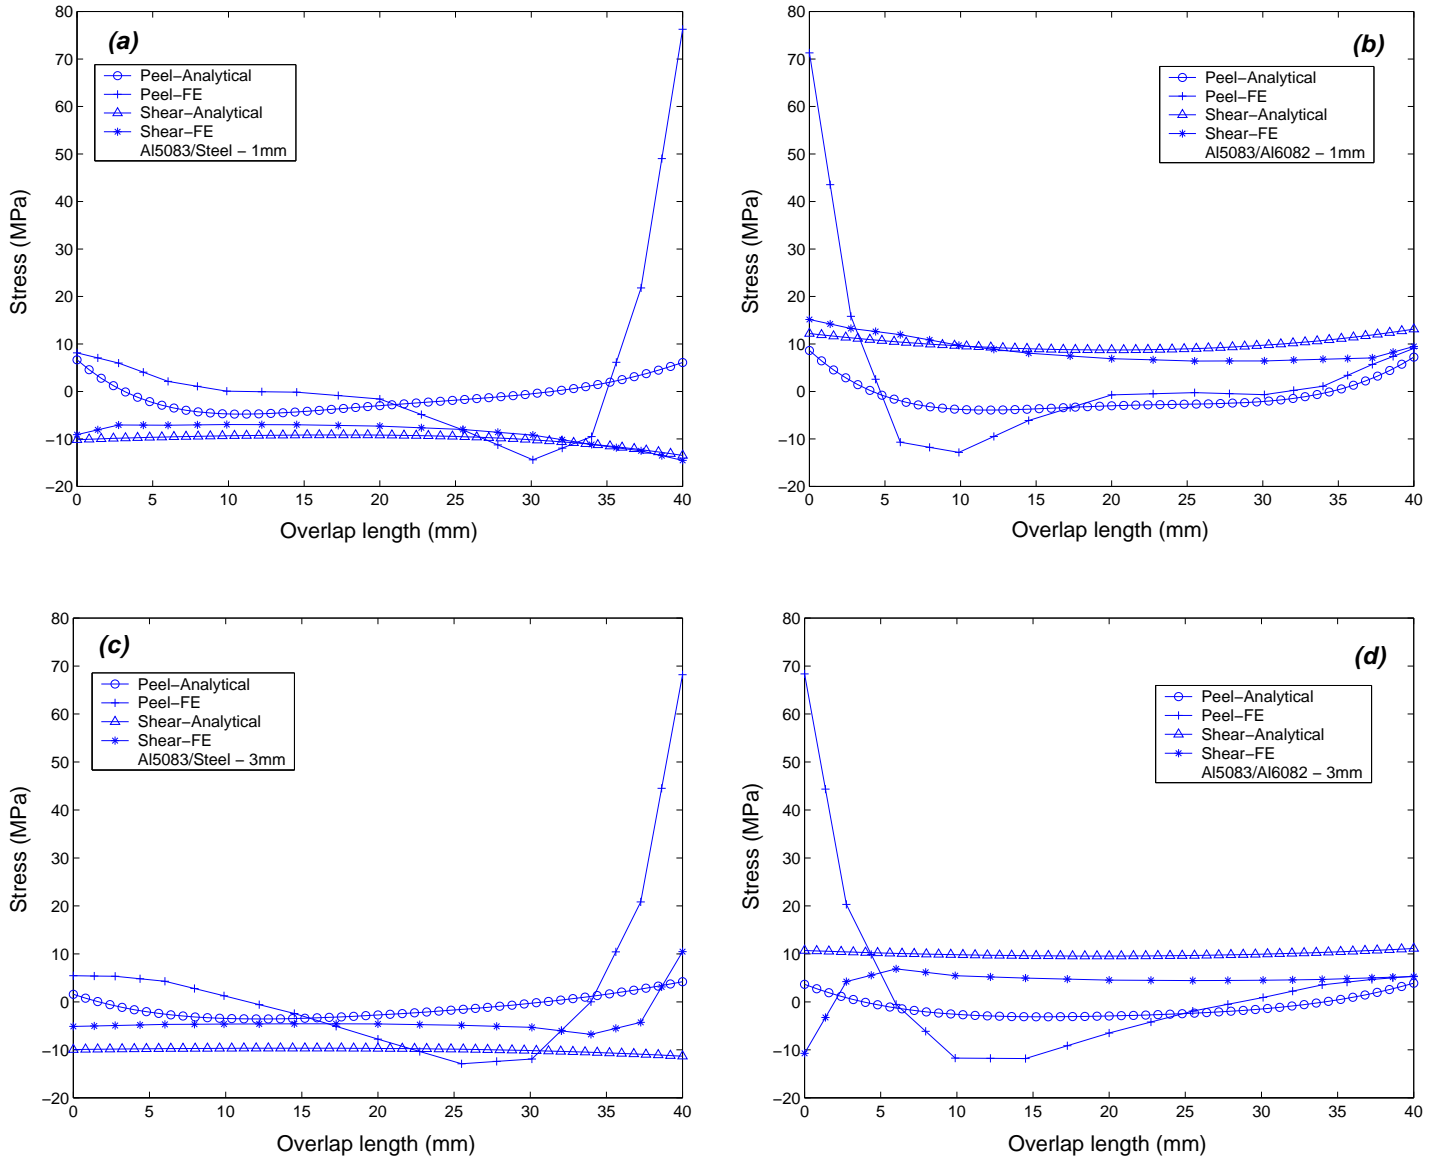 (a)
Peel–Analytical
Peel–FE
Shear–Analytical
Shear–FE
Al5083/Steel – 1mm
80
70
60
50
40
30
20
10
0
−10
−20
Stress (MPa)
0 5 10 15 20 25 30 35 40
Overlap length (mm)
(b)
Peel–Analytical
Peel–FE
Shear–Analytical
Shear–FE
Al5083/Al6082 – 1mm
80
70
60
50
40
30
20
10
0
−10
−20
Stress (MPa)
0 5 10 15 20 25 30 35 40
Overlap length (mm)
(c)
Peel–Analytical
Peel–FE
Shear–Analytical
Shear–FE
Al5083/Steel – 3mm
80
70
60
50
40
30
20
10
0
−10
−20
Stress (MPa)
0 5 10 15 20 25 30 35 40
Overlap length (mm)
(d)
Peel–Analytical
Peel–FE
Shear–Analytical
Shear–FE
Al5083/Al6082 – 3mm
80
70
60
50
40
30
20
10
0
−10
−20
Stress (MPa)
0 5 10 15 20 25 30 35 40
Overlap length (mm)